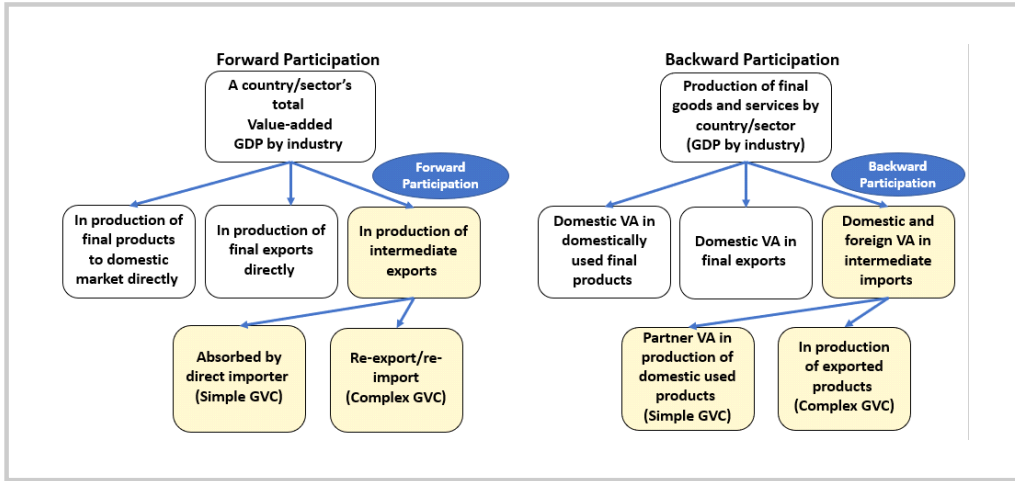 Forward Participation
A country/sector's
total
Value-added
GDP by industry
Forward
Participation
In production of
final products
to domestic
market directly
In production of
final exports
directly
In production of
intermediate
exports
Absorbed by
direct importer
(Simple GVC)
Re-export/re-
import
(Complex GVC)
Backward Participation
Production of final
goods and services by
country/sector
(GDP by industry)
Backward
Participation
Domestic VA in
domestically
used final
products
Domestic VA in
final exports
Domestic and
foreign VA in
intermediate
imports
Partner VA in
production of
domestic used
products
(Simple GVC)
In production
of exported
products
(Complex GVC)